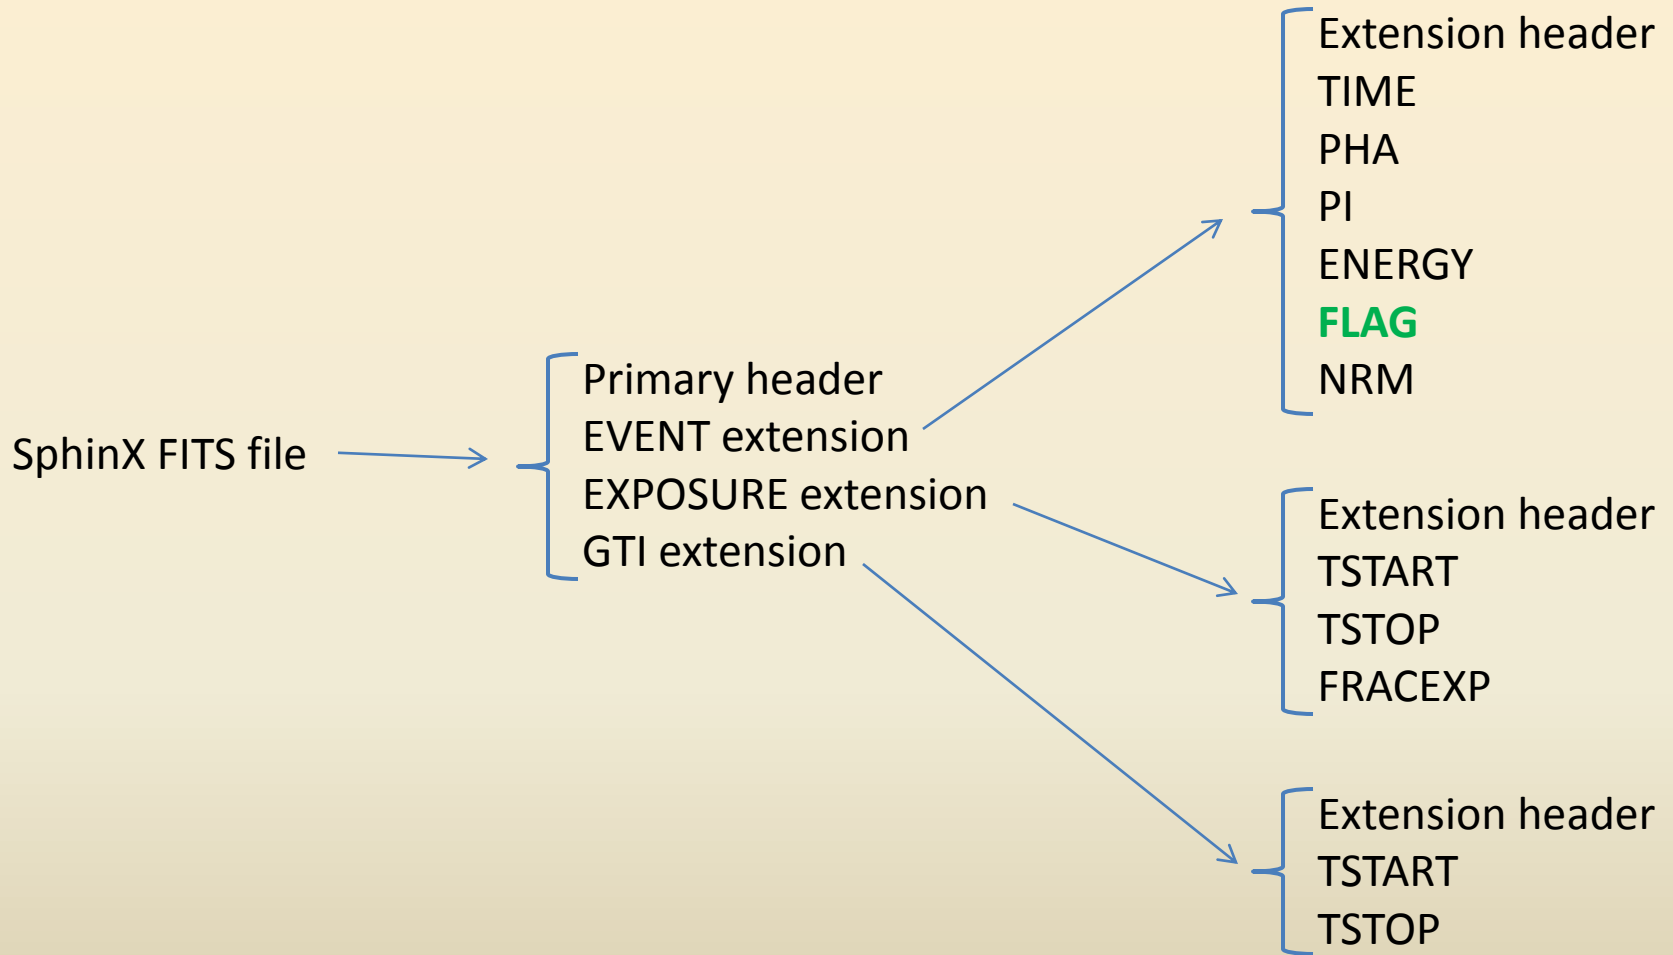 SphinX FITS file
Primary header
EVENT extension
EXPOSURE extension
GTI extension
Extension header
TIME
PHA
PI
ENERGY
FLAG
NRM
Extension header
TSTART
TSTOP
FRACEXP
Extension header
TSTART
TSTOP